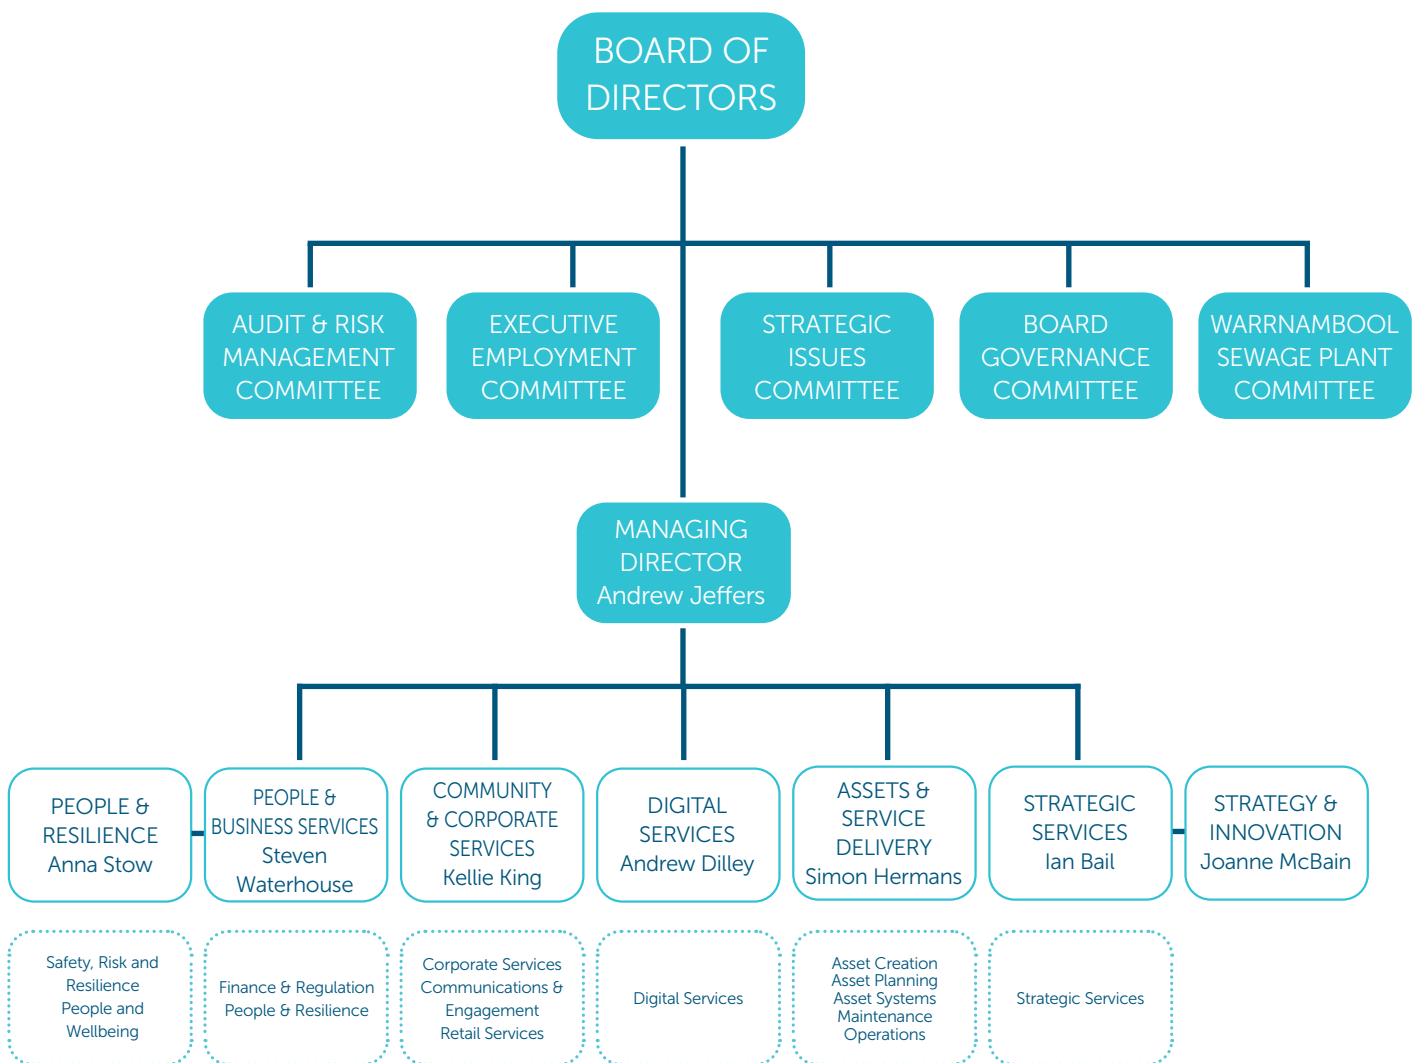 BOARD OF
DIRECTORS
AUDIT & RISK
MANAGEMENT
COMMITTEE
EXECUTIVE
EMPLOYMENT
COMMITTEE
STRATEGIC
ISSUES
COMMITTEE
BOARD
GOVERNANCE
COMMITTEE
WARRNAMBOOL
SEWAGE PLANT
COMMITTEE
MANAGING
DIRECTOR
Andrew Jeffers
PEOPLE &
RESILIENCE
Anna Stow
PEOPLE &
BUSINESS SERVICES
Steven
Waterhouse
COMMUNITY
& CORPORATE
SERVICES
Kellie King
DIGITAL
SERVICES
Andrew Dilley
ASSETS &
SERVICE
DELIVERY
Simon Hermans
STRATEGIC
SERVICES
Ian Bail
STRATEGY &
INNOVATION
Joanne McBain
Safety, Risk and
Resilience
People and
Wellbeing
Finance & Regulation
People & Resilience
Corporate Services
Communications &
Engagement
Retail Services
Digital Services
Asset Creation
Asset Planning
Asset Systems
Maintenance
Operations
Strategic Services